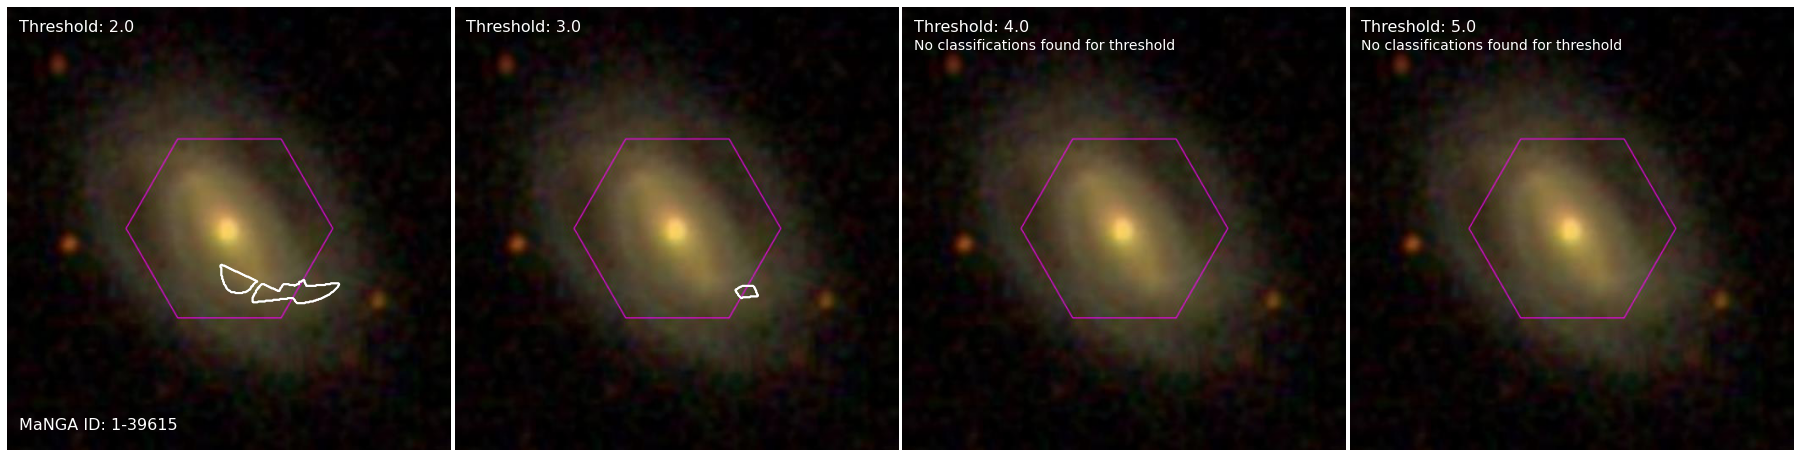 Threshold: 2.0
MaNGA ID: 1-39615
Threshold: 3.0
Threshold: 4.0
No classifications found for threshold
Threshold: 5.0
No classifications found for threshold